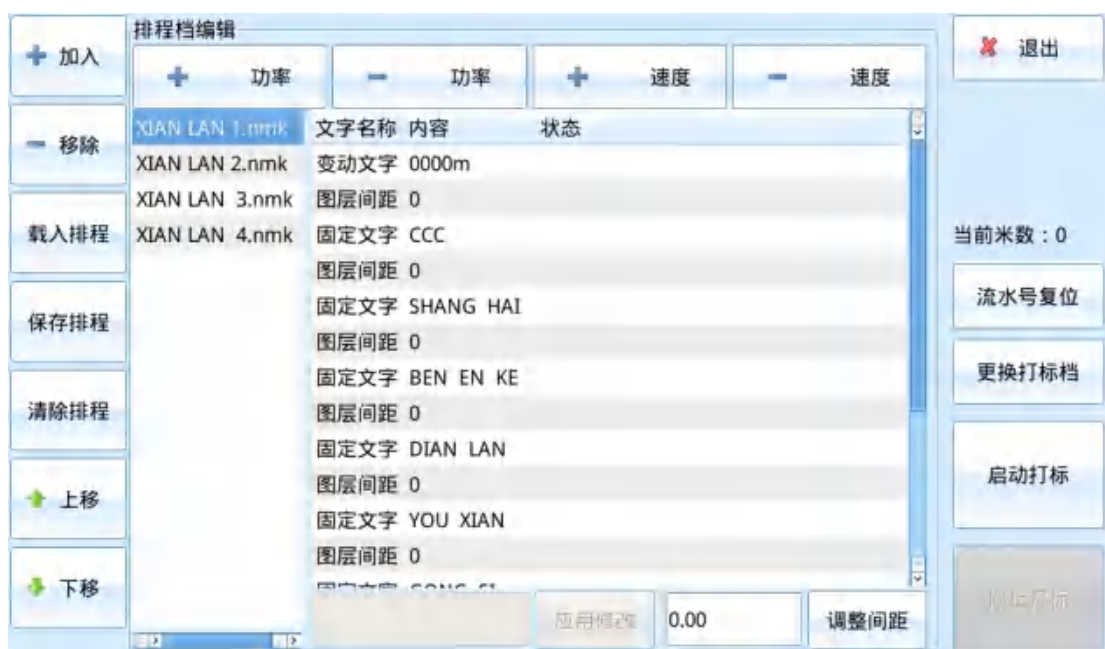 排程档编辑
加入
移除
载入排程
保存排程
清除排程
上移
下移
功率
功率
速度
速度
XIAN LAN 1.nmk
XIAN LAN 2.nmk
XIAN LAN  3.nmk
XIAN LAN  4.nmk
文字名称 内容 状态
变动文字 0000m
图层间距 0
固定文字 CCC
图层间距 0
固定文字 SHANG  HAI
图层间距 0
固定文字 BEN  EN  KE
图层间距 0
固定文字 DIAN  LAN
图层间距 0
固定文字 YOU  XIAN
图层间距 0
应用修改
0.00
调整间距
退出
当前米数：0
流水号复位
更换打标档
启动打标